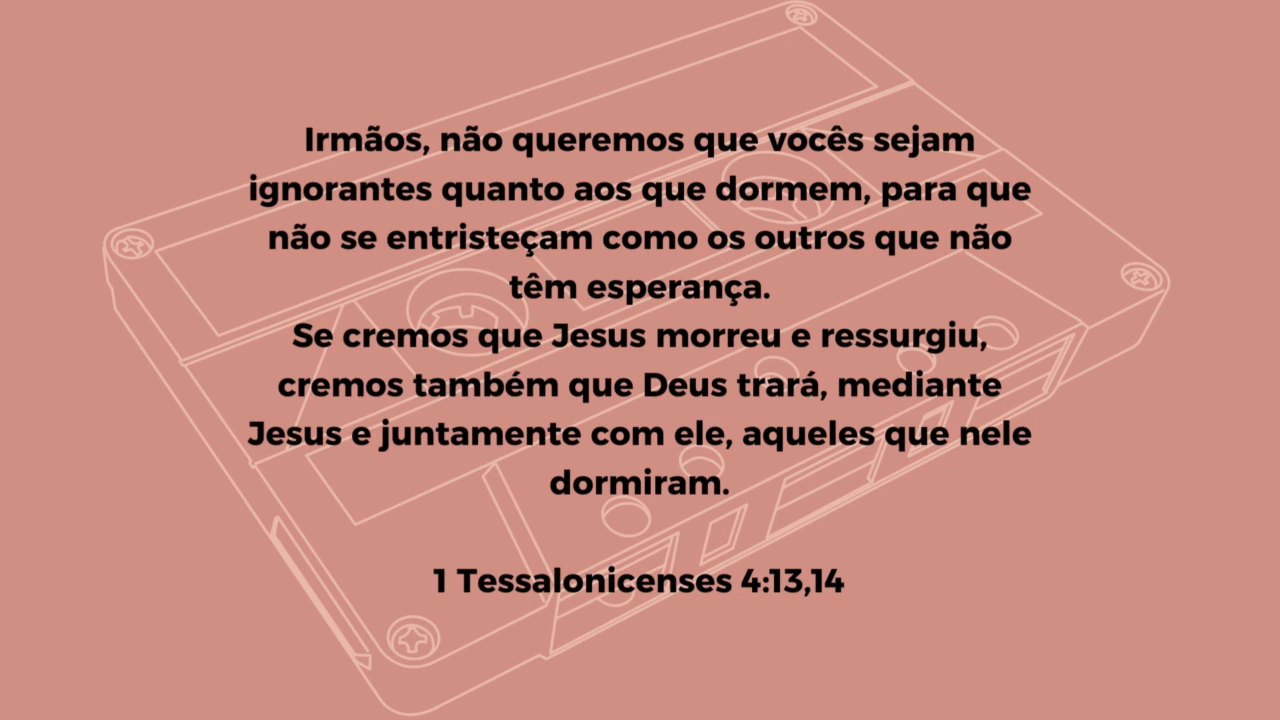 Irmãos, não queremos que vocês sejam
ignorantes quanto aos que dormem, para que
não se entristeçam como os outros que não
têm esperança.
Se cremos que Jesus morreu e ressurgiu,
cremos também que Deus trará, mediante
Jesus e juntamente com ele, aqueles que nele
dormiram.
1 Tessalonicenses 4:13,14